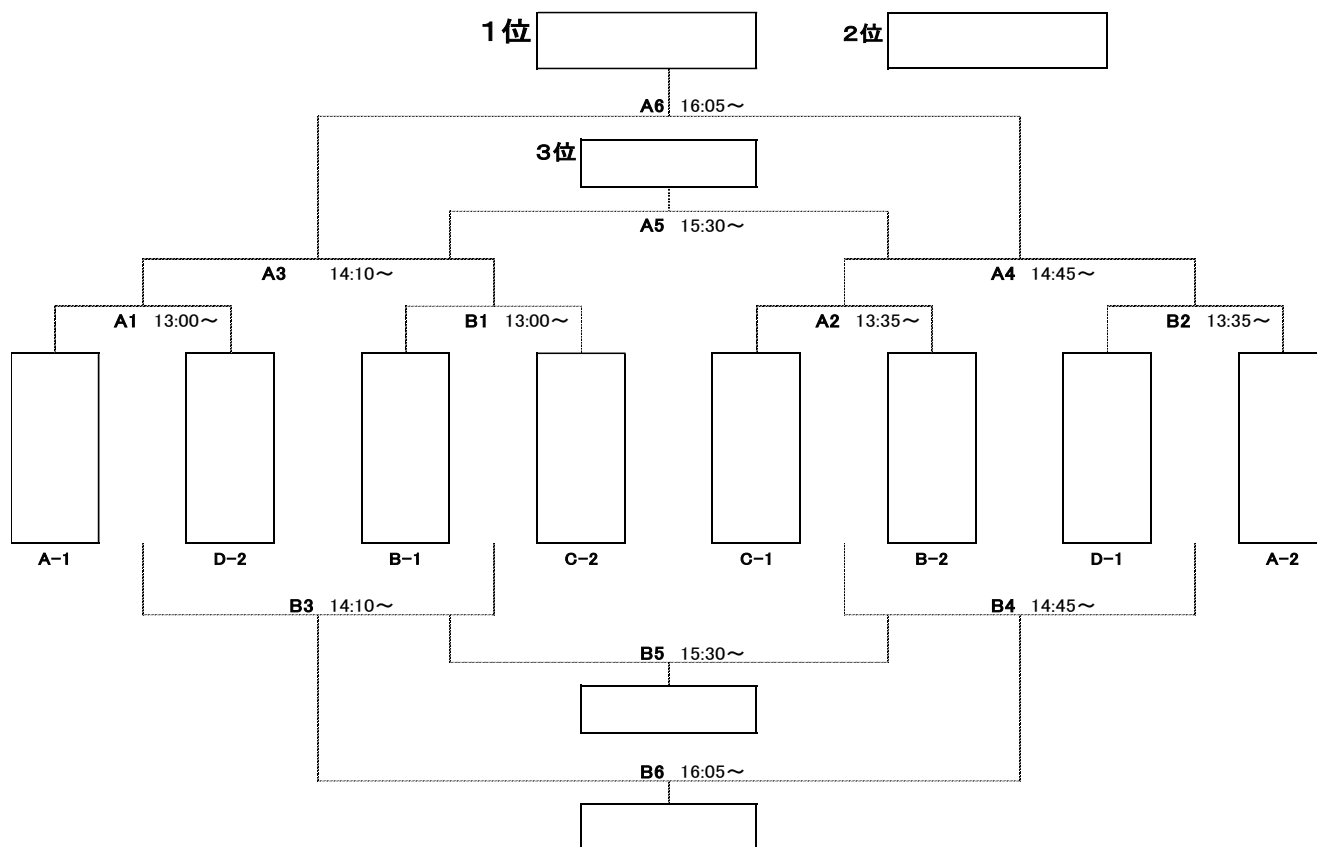 1位 2位
A6 16:05～
3位
A5 15:30～
A3 14:10～ A4 14:45～
A1 13:00～ B1 13:00～ A2 13:35～ B2 13:35～
A-1 D-2 B-1 C-2 C-1 B-2 D-1 A-2
B3 14:10～ B4 14:45～
B5 15:30～
B6 16:05～